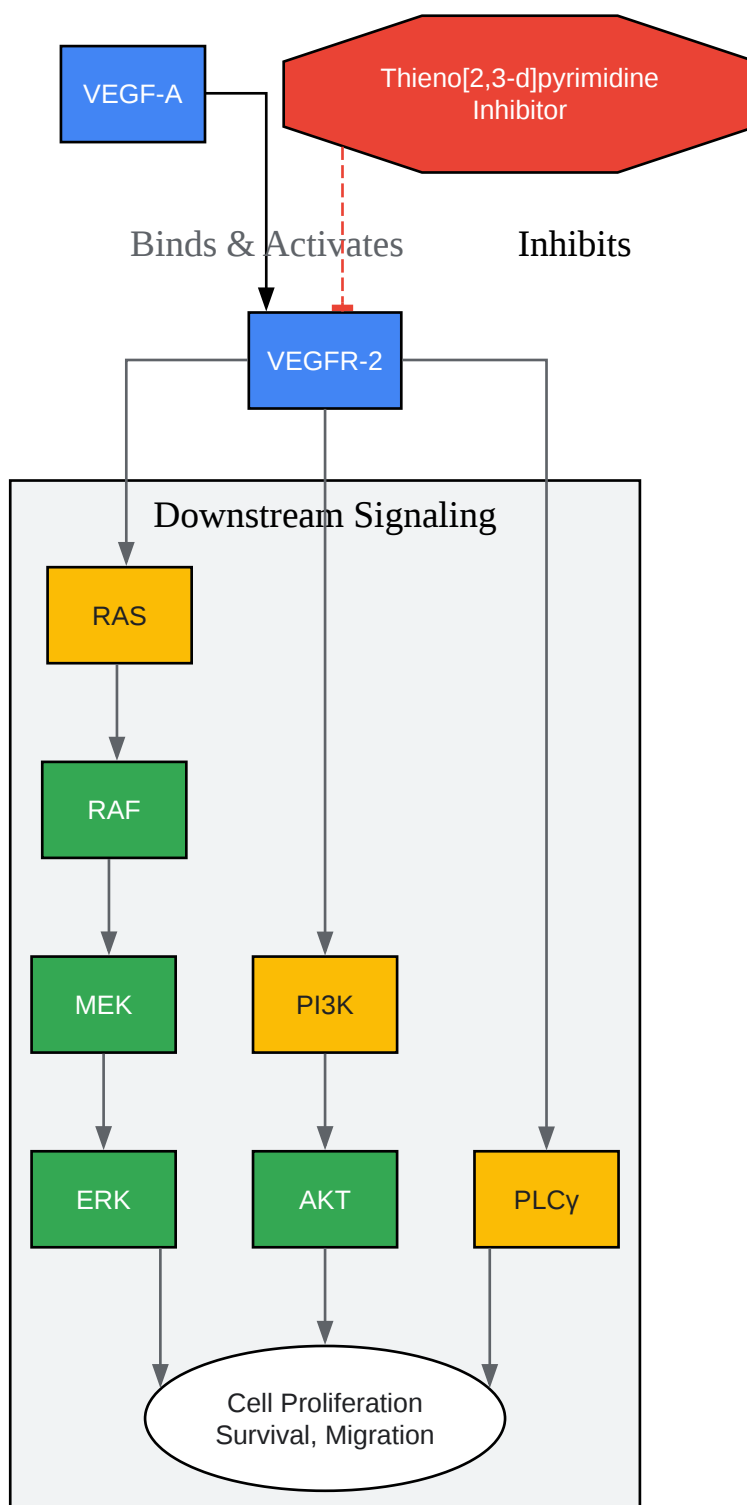 VEGF-A
Thieno[2,3-d]pyrimidine
Inhibitor
Binds & Activates
Inhibits
VEGFR-2
Downstream Signaling
RAS
RAF
MEK
PI3K
ERK
AKT
PLCγ
Cell Proliferation
Survival, Migration